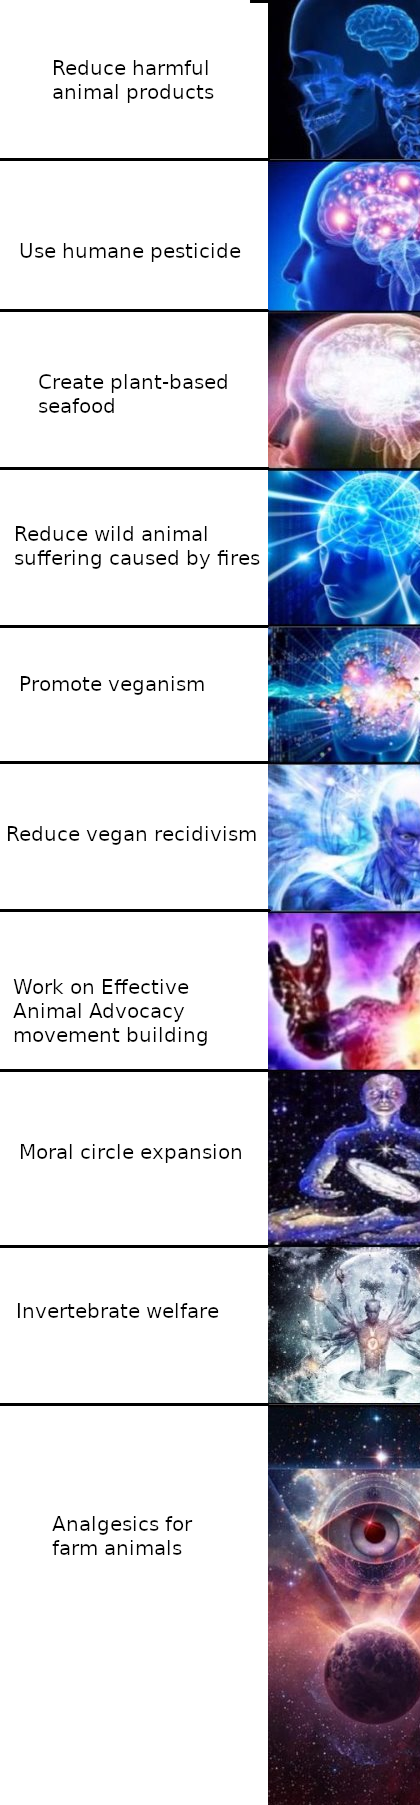 Reduce harmful
animal products
Use humane pesticide
Create plant-based
seafood
Reduce wild animal
suffering caused by fires
Promote veganism
Reduce vegan recidivism
Work on Effective
Animal Advocacy
movement building
Moral circle expansion
Invertebrate welfare
Analgesics for
farm animals